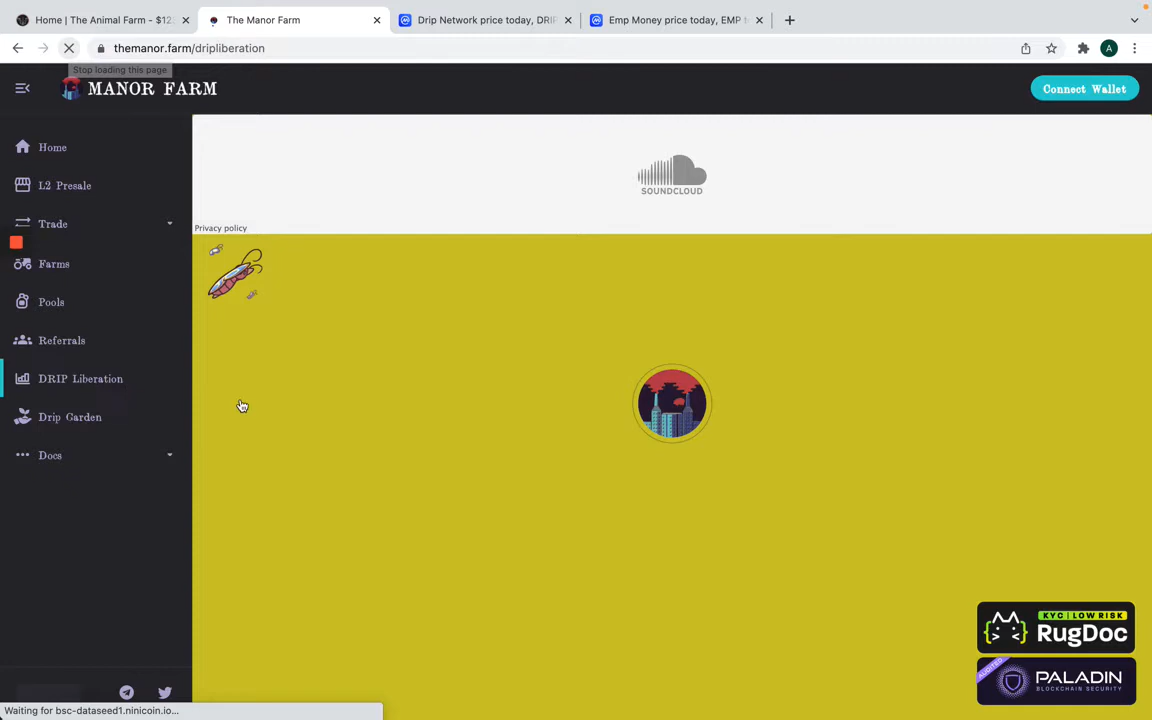 Home | The Animal Farm - $12.
The Manor Farm
Drip Network price today, DRIP
Emp Money price today, EMP t
themanor.farm/dripliberation
A
Stop loading this page
MANOR FARM
Connect Wallet
Home
L2 Presale
Trade
Farms
Pools
Referrals
DRIP Liberation
Drip Garden
Docs
SOUNDCLOUD
Privacy policy
KYC | LOW RISK
RugDoc
AUDITED
PALADIN
BLOCKCHAIN SECURITY
Waiting for bsc-dataseed1.ninicoin.io...